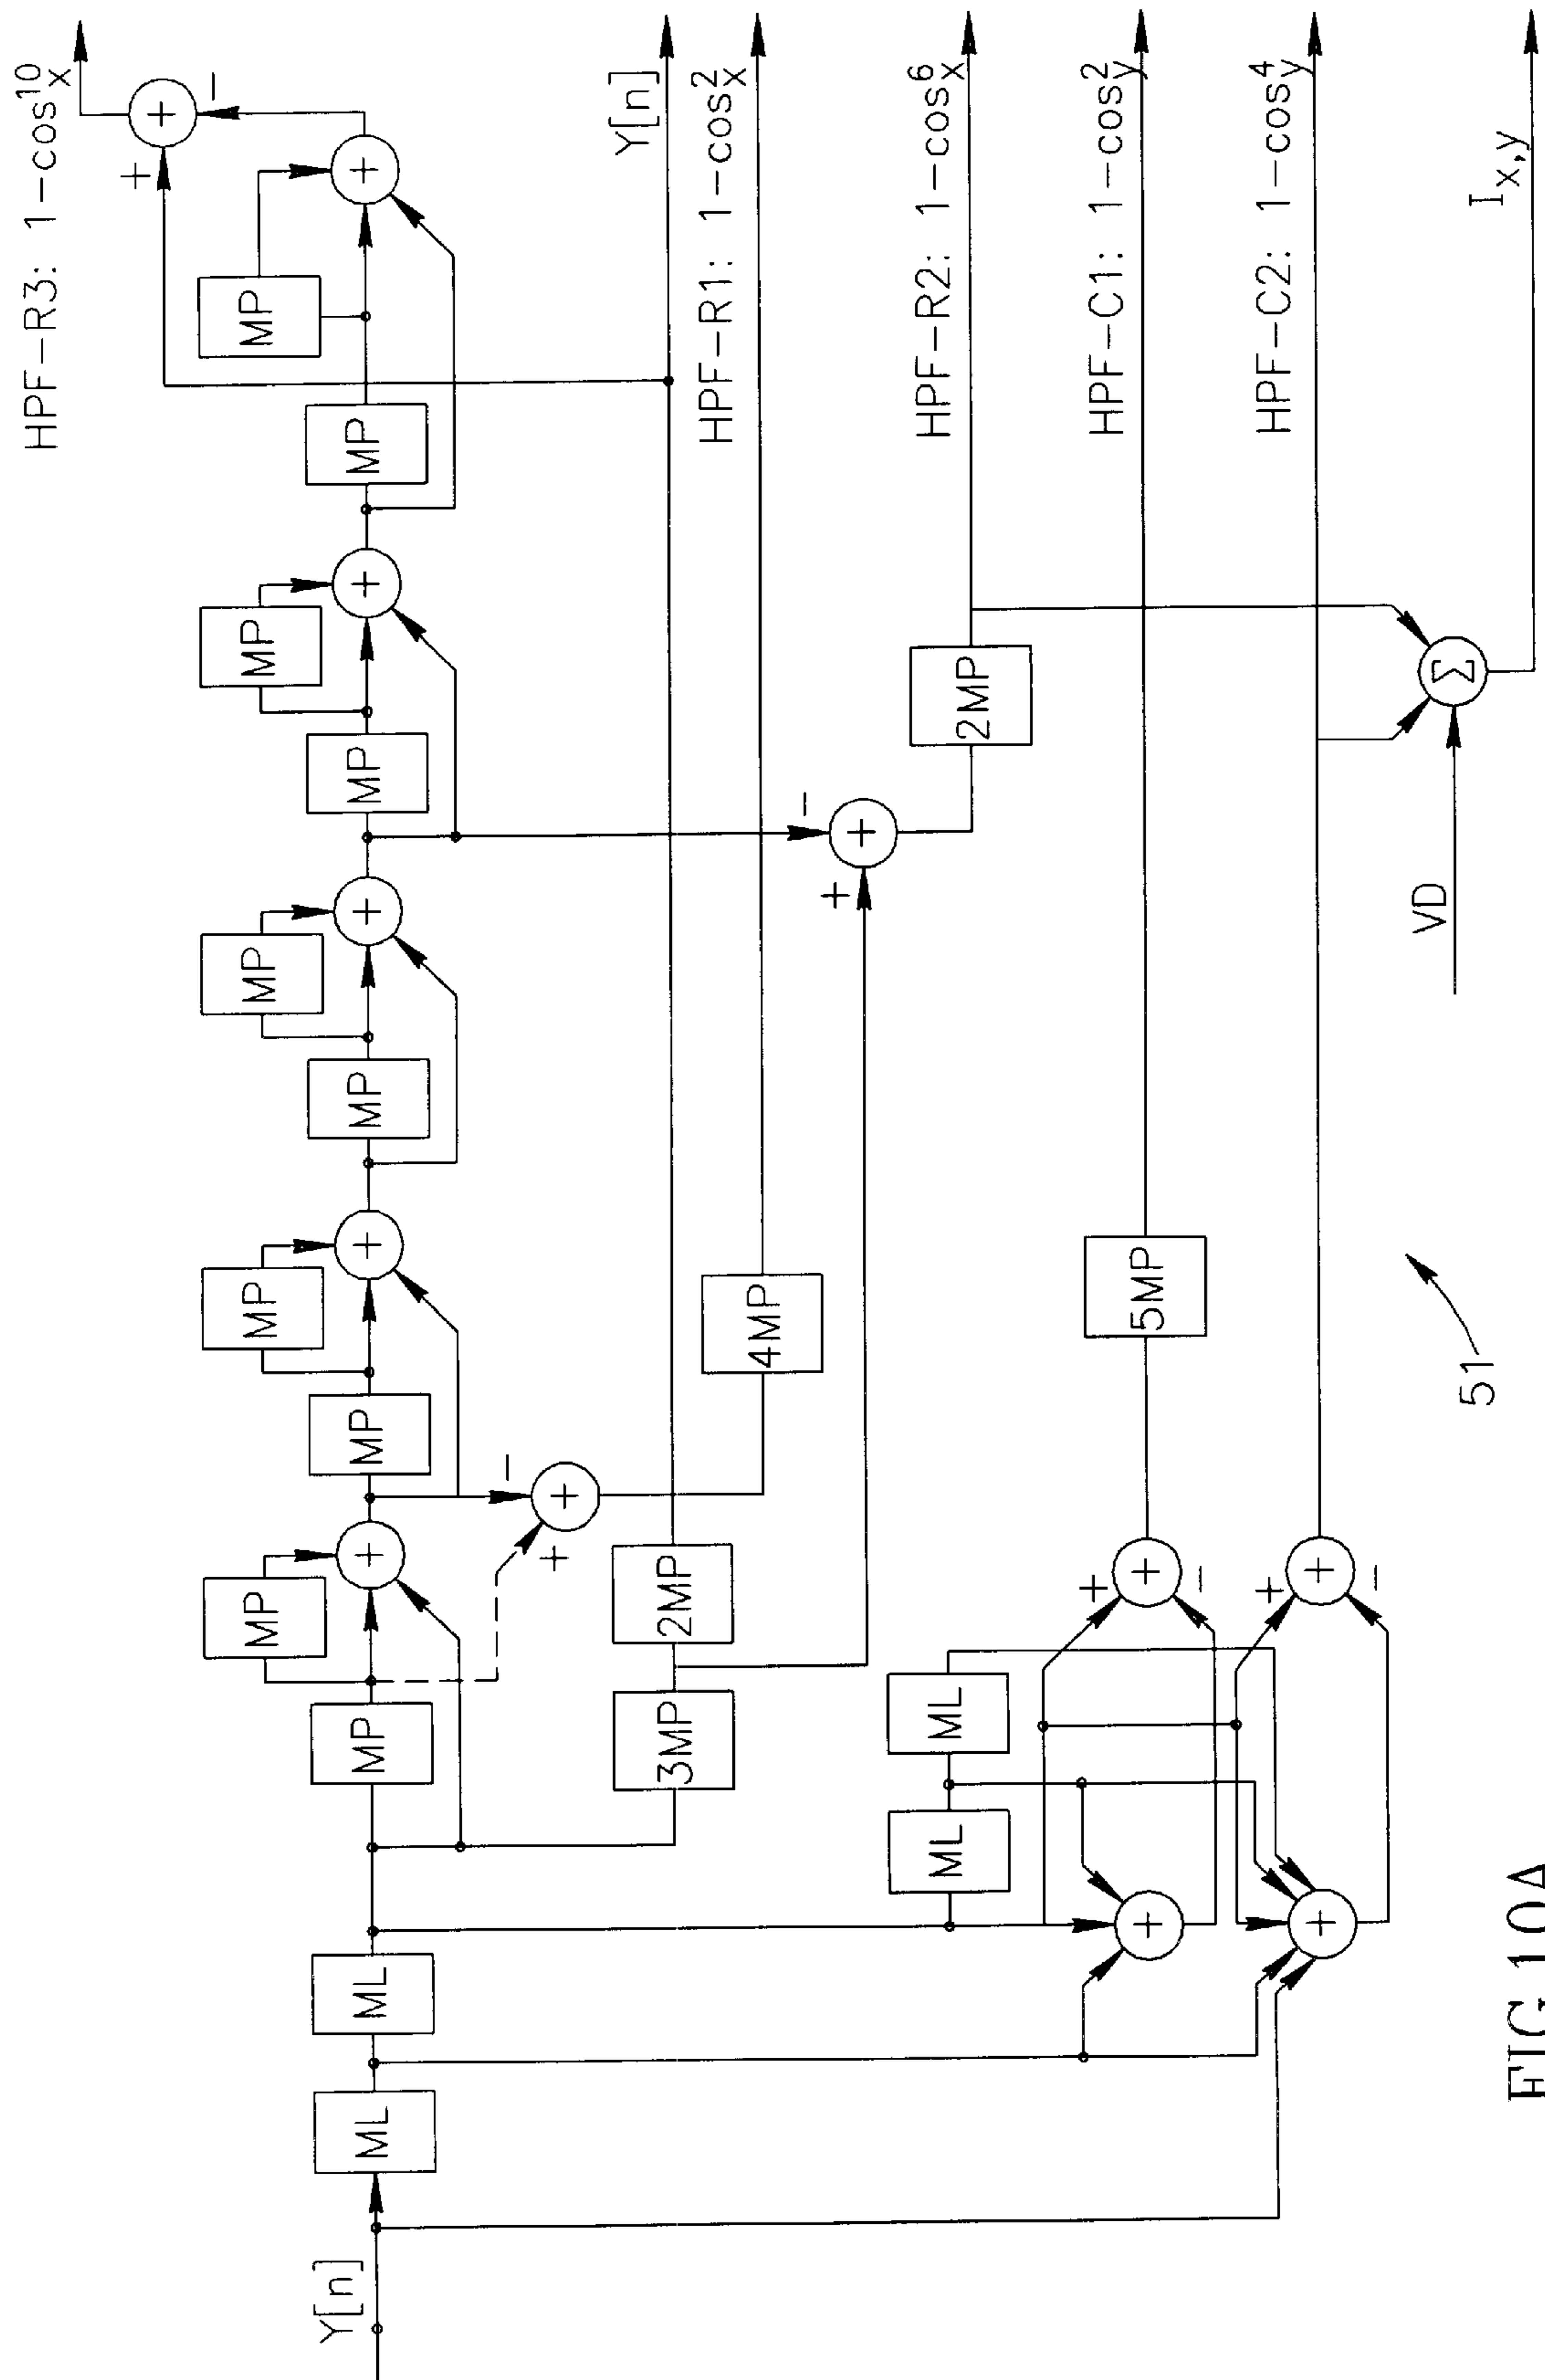 HPF-R3: 1-cos¹⁰x
+
-
+
+
MP
MP
+
MP
MP
+
MP
MP
+
MP
MP
+
MP
MP
ML
ML
Y[n]
Y[n]
HPF-R1: 1-cos²x
4MP
-
+
+
2MP
3MP
HPF-R2: 1-cos⁶x
2MP
-
+
+
HPF-C1: 1-cos²y
5MP
+
+
-
ML
ML
+
HPF-C2: 1-cos⁴y
+
+
-
+
Ix,y
Σ
VD
51
FIG.10A